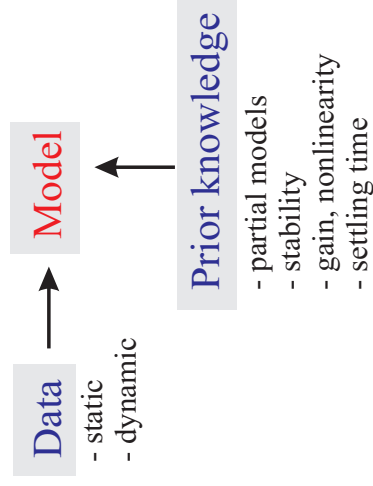 Data
- static
- dynamic
Model
Prior knowledge
- partial models
- stability
- gain, nonlinearity
- settling time